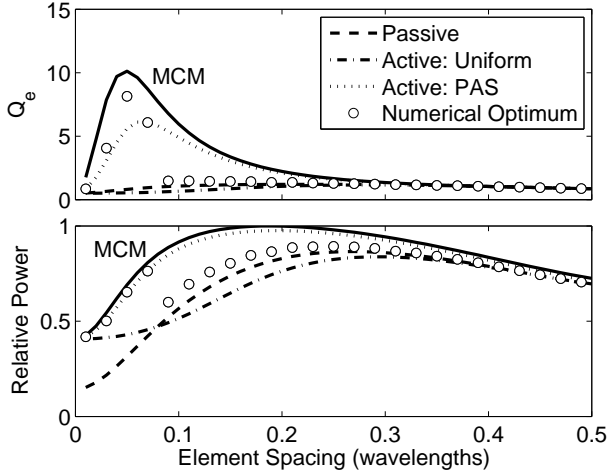 15
10
5
0
Q_e
MCM
Passive
Active: Uniform
Active: PAS
Numerical Optimum
1
0.5
0
Relative Power
MCM
0 0.1 0.2 0.3 0.4 0.5
Element Spacing (wavelengths)